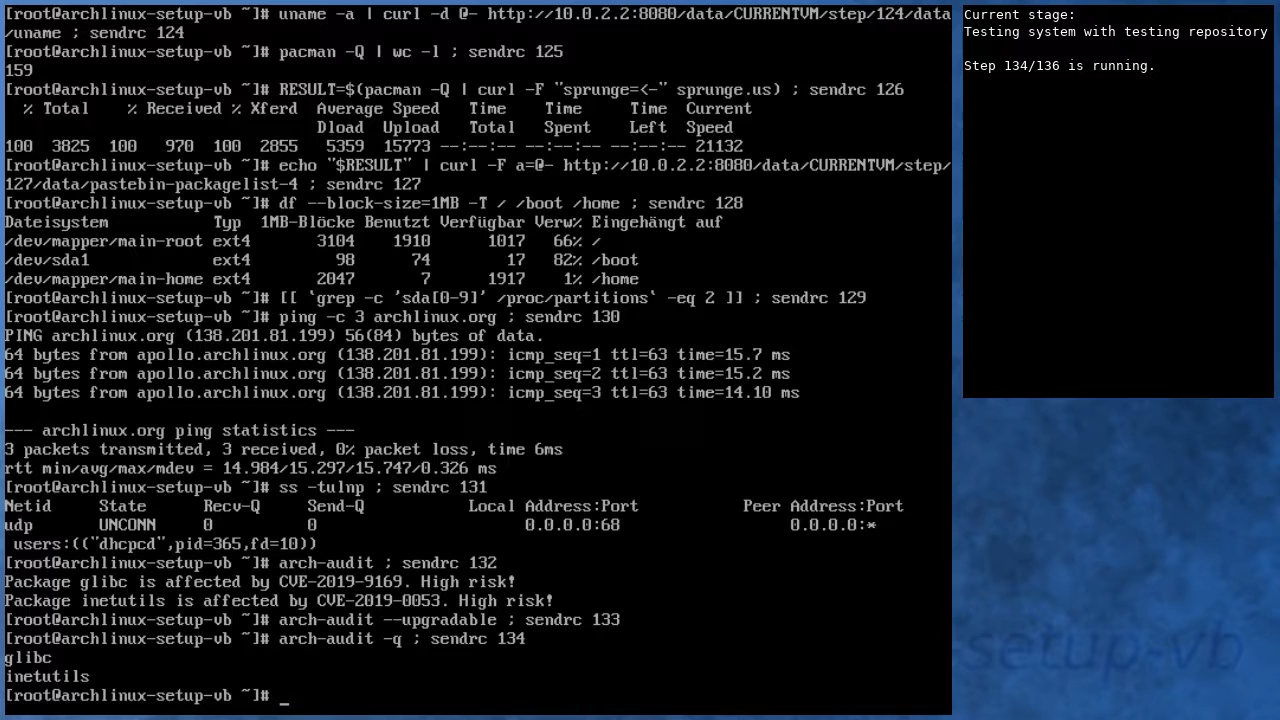 [root@archlinux-setup-vb ~]# uname -a | curl -d @- http://10.0.2.2:8080/data/CURRENTVM/step/124/data
/uname ; sendrc 124
[root@archlinux-setup-vb ~]# pacman -Q | wc -l ; sendrc 125
159
[root@archlinux-setup-vb ~]# RESULT=$(pacman -Q | curl -F "sprunge=<-" sprunge.us) ; sendrc 126
  % Total    % Received % Xferd  Average Speed   Time    Time     Time  Current
                                 Dload  Upload   Total   Spent    Left  Speed
100  3825  100   970  100  2855   5359  15773 --:--:-- --:--:-- --:--:-- 21132
[root@archlinux-setup-vb ~]# echo "$RESULT" | curl -F a=@- http://10.0.2.2:8080/data/CURRENTVM/step/
127/data/pastebin-packagelist-4 ; sendrc 127
[root@archlinux-setup-vb ~]# df --block-size=1MB -T / /boot /home ; sendrc 128
Dateisystem           Typ  1MB-Blöcke Benutzt Verfügbar Verw% Eingehängt auf
/dev/mapper/main-root ext4       3104    1910      1017   66% /
/dev/sda1             ext4         98      74        17   82% /boot
/dev/mapper/main-home ext4       2047       7      1917    1% /home
[root@archlinux-setup-vb ~]# [[ `grep -c 'sda[0-9]' /proc/partitions` -eq 2 ]] ; sendrc 129
[root@archlinux-setup-vb ~]# ping -c 3 archlinux.org ; sendrc 130
PING archlinux.org (138.201.81.199) 56(84) bytes of data.
64 bytes from apollo.archlinux.org (138.201.81.199): icmp_seq=1 ttl=63 time=15.7 ms
64 bytes from apollo.archlinux.org (138.201.81.199): icmp_seq=2 ttl=63 time=15.2 ms
64 bytes from apollo.archlinux.org (138.201.81.199): icmp_seq=3 ttl=63 time=14.10 ms

--- archlinux.org ping statistics ---
3 packets transmitted, 3 received, 0% packet loss, time 6ms
rtt min/avg/max/mdev = 14.984/15.297/15.747/0.326 ms
[root@archlinux-setup-vb ~]# ss -tulnp ; sendrc 131
Netid     State      Recv-Q     Send-Q           Local Address:Port           Peer Address:Port
udp       UNCONN     0          0                      0.0.0.0:68                  0.0.0.0:*
 users:(("dhcpcd",pid=365,fd=10))
[root@archlinux-setup-vb ~]# arch-audit ; sendrc 132
Package glibc is affected by CVE-2019-9169. High risk!
Package inetutils is affected by CVE-2019-0053. High risk!
[root@archlinux-setup-vb ~]# arch-audit --upgradable ; sendrc 133
[root@archlinux-setup-vb ~]# arch-audit -q ; sendrc 134
glibc
inetutils
[root@archlinux-setup-vb ~]# _
Current stage:
Testing system with testing repository
Step 134/136 is running.
setup-vb